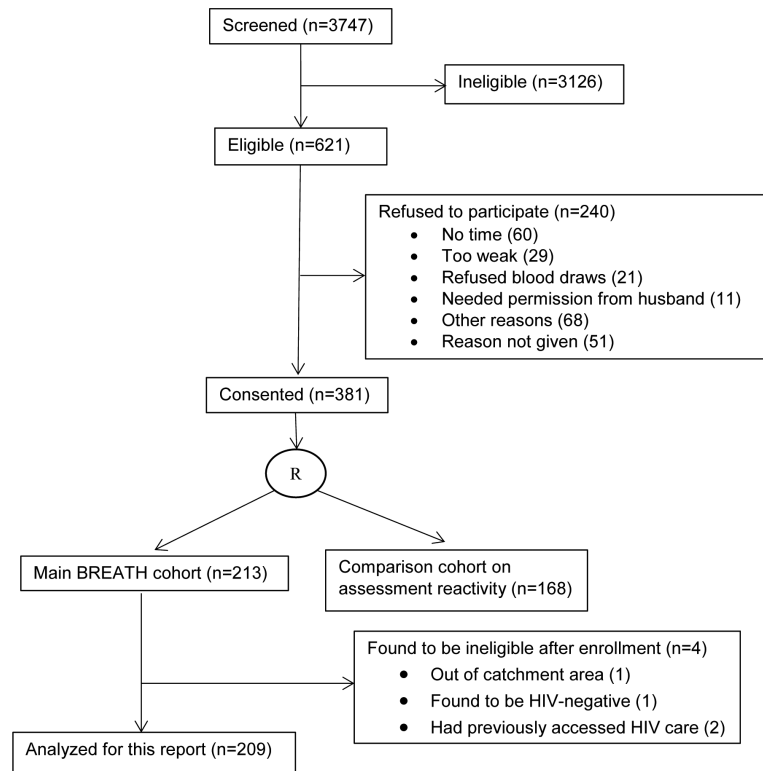 Screened (n=3747)
Ineligible (n=3126)
Eligible (n=621)
Refused to participate (n=240)
• No time (60)
• Too weak (29)
• Refused blood draws (21)
• Needed permission from husband (11)
• Other reasons (68)
• Reason not given (51)
Consented (n=381)
R
Main BREATH cohort (n=213)
Comparison cohort on
assessment reactivity (n=168)
Found to be ineligible after enrollment (n=4)
• Out of catchment area (1)
• Found to be HIV-negative (1)
• Had previously accessed HIV care (2)
Analyzed for this report (n=209)